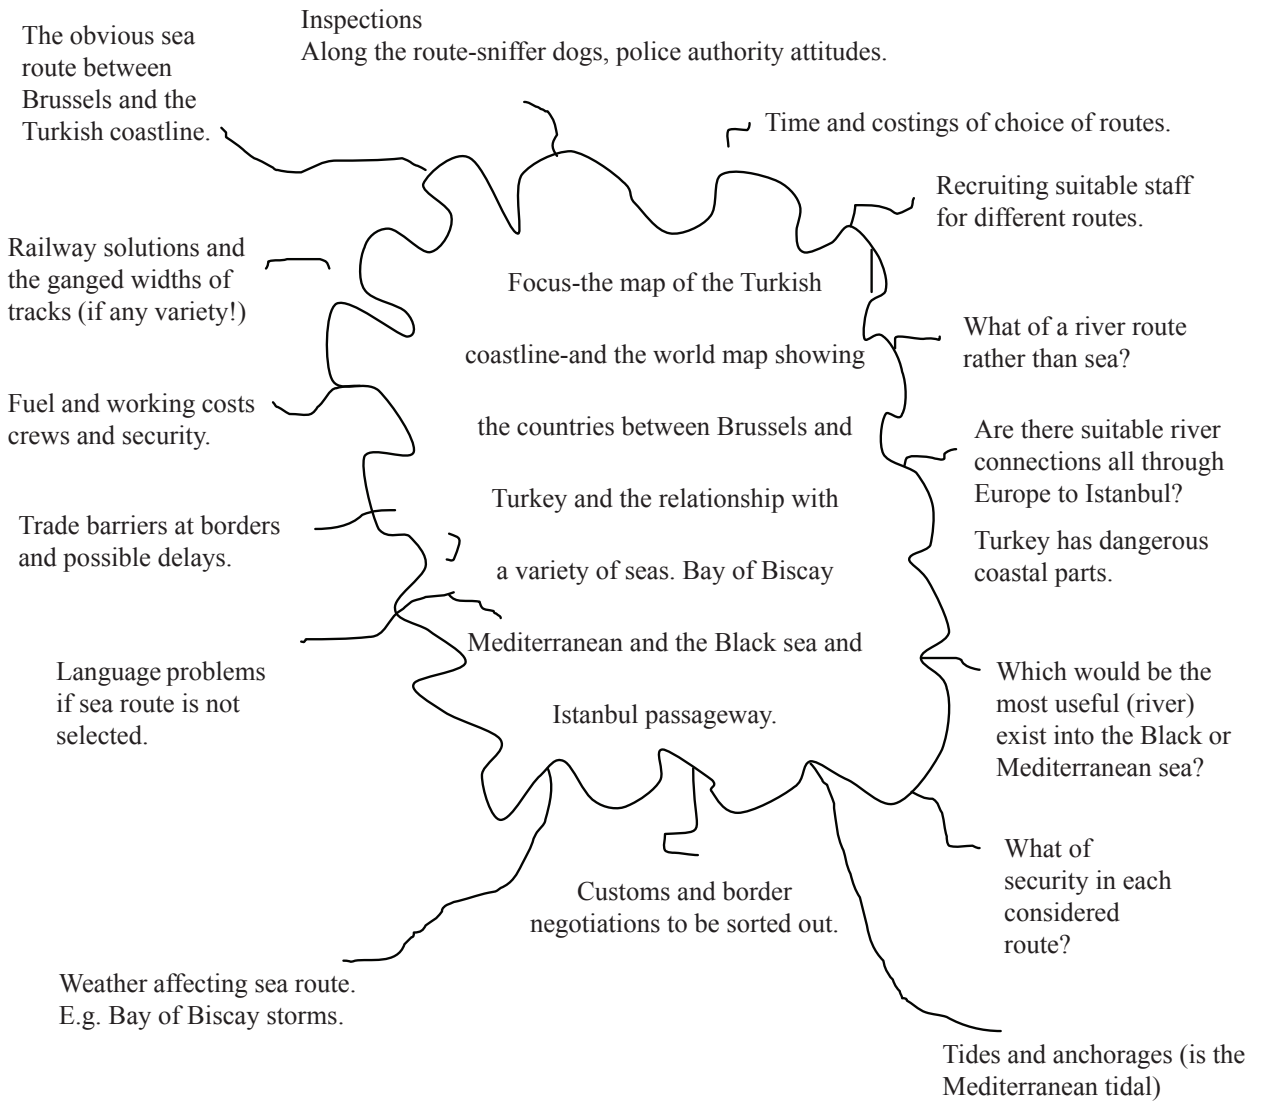 Inspections
Along the route-sniffer dogs, police authority attitudes.
The obvious sea
route between
Brussels and the
Turkish coastline.
Time and costings of choice of routes.
Recruiting suitable staff
for different routes.
Railway solutions and
the ganged widths of
tracks (if any variety!)
What of a river route
rather than sea?
Fuel and working costs
crews and security.
Are there suitable river
connections all through
Europe to Istanbul?
Trade barriers at borders
and possible delays.
Turkey has dangerous
coastal parts.
Language problems
if sea route is not
selected.
Which would be the
most useful (river)
exist into the Black or
Mediterranean sea?
Focus-the map of the Turkish
coastline-and the world map showing
the countries between Brussels and
Turkey and the relationship with
a variety of seas. Bay of Biscay
Mediterranean and the Black sea and
Istanbul passageway.
What of
security in each
considered
route?
Customs and border
negotiations to be sorted out.
Weather affecting sea route.
E.g. Bay of Biscay storms.
Tides and anchorages (is the
Mediterranean tidal)